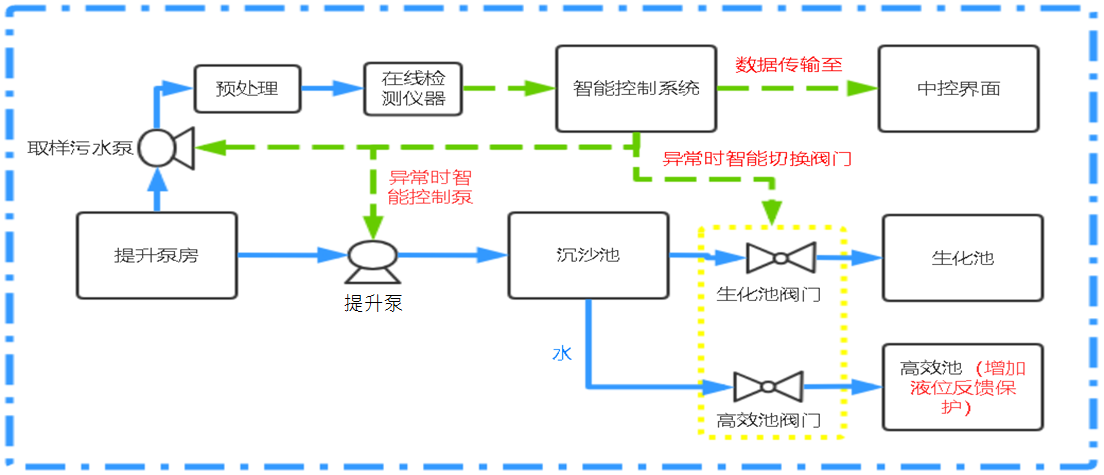 预处理
在线检
测仪器
智能控制系统
数据传输至
中控界面
取样污水泵
异常时智
能控制泵
异常时智能切换阀门
提升泵房
提升泵
沉沙池
生化池阀门
生化池
水
高效池阀门
高效池（增加
液位反馈保
护）